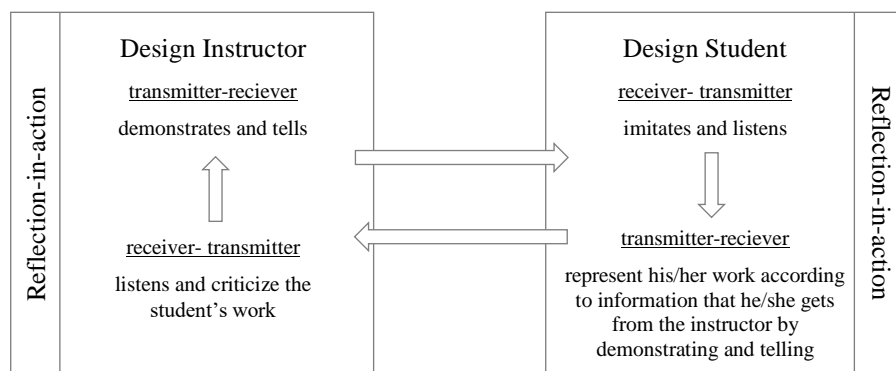 Reflection-in-action
Design Instructor
transmitter-reciever
demonstrates and tells
receiver- transmitter
listens and criticize the
student’s work
Design Student
receiver- transmitter
imitates and listens
transmitter-reciever
represent his/her work according
to information that he/she gets
from the instructor by
demonstrating and telling
Reflection-in-action